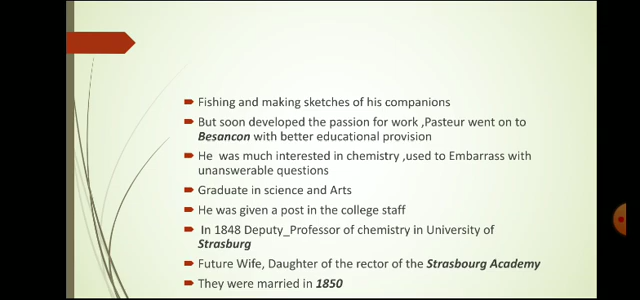 Fishing and making sketches of his companions
But soon developed the passion for work ,Pasteur went on to
Besancon with better educational provision
He was much interested in chemistry ,used to Embarrass with
unanswerable questions
Graduate in science and Arts
He was given a post in the college staff
In 1848 Deputy_Professor of chemistry in University of
Strasburg
Future Wife, Daughter of the rector of the Strasbourg Academy
They were married in 1850